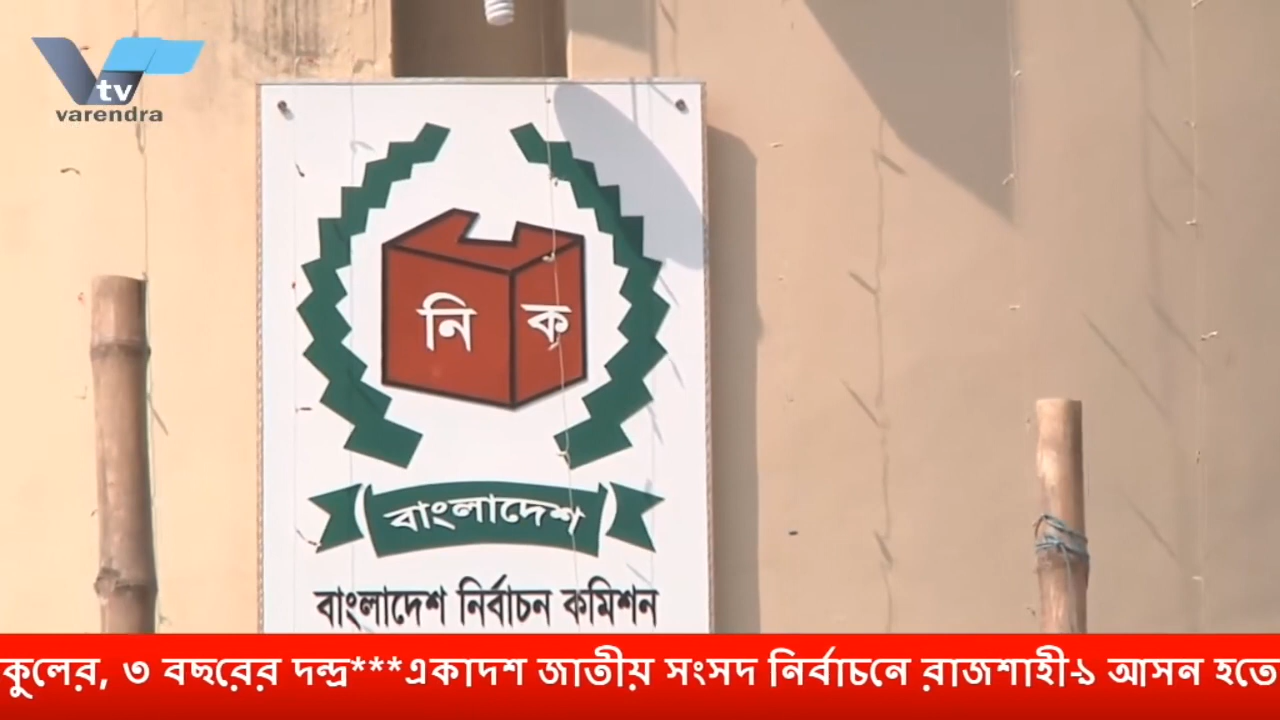 tv
varendra
নি ক
বাংলাদেশ
বাংলাদেশ নির্বাচন কমিশন
কুলের, ৩ বছরের দন্দ্র***একাদশ জাতীয় সংসদ নির্বাচনে রাজশাহী-১ আসন হতে